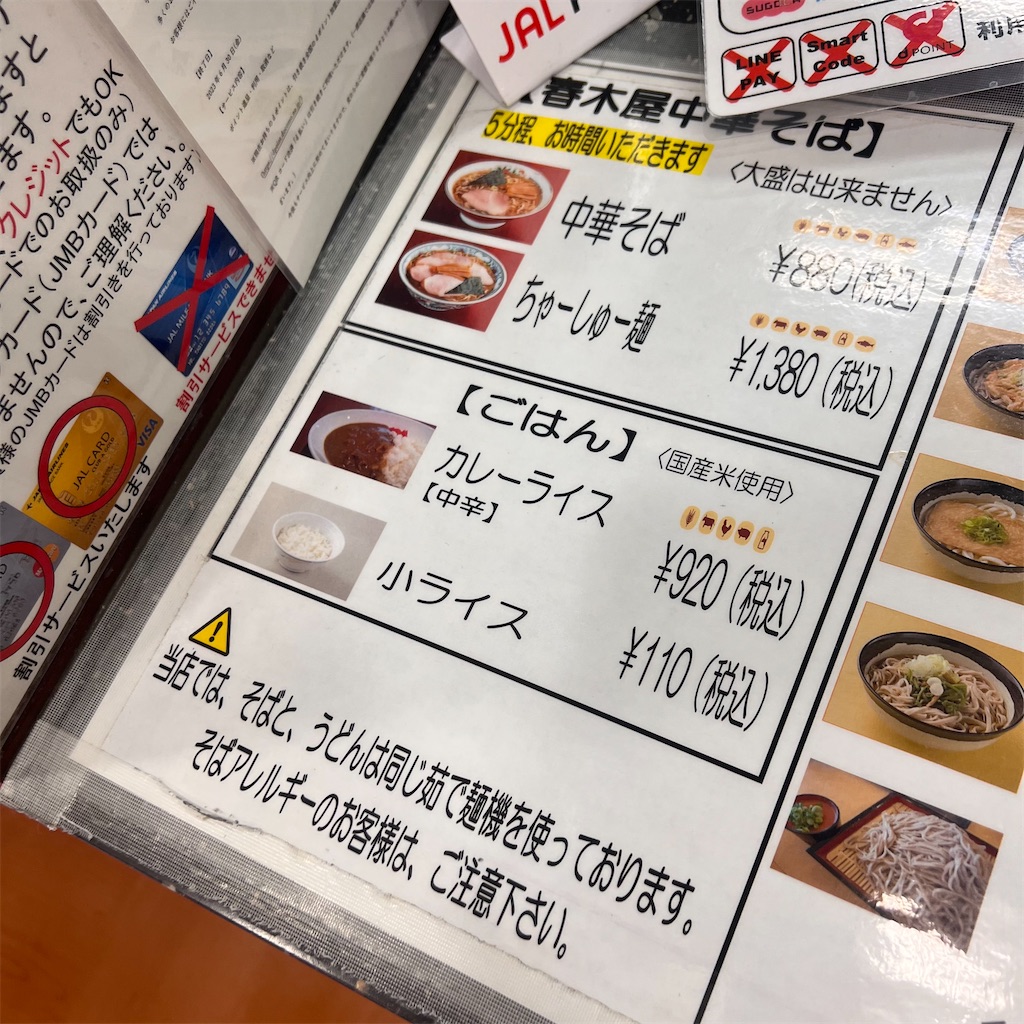 すと
ます。
クレジットでもOK
ードでのお取扱のみ)
カード(JMBカード)では
ませんので、ご理解ください。
様のJMBカードは割引きを行っております
JAL MILE
割引サービスできませ
JAL CARD
VISA
割引サービスいたします
JAL
LINE PAY
Smart Code
d POINT
【春木屋中華そば】
5分程、お時間いただきます
〈大盛は出来ません〉
中華そば
¥880(税込)
ちゃーしゅー麺
¥1,380(税込)
【ごはん】
〈国産米使用〉
カレーライス
【中辛】
¥920(税込)
小ライス
¥110(税込)
当店では、そばと、うどんは同じ茹で麺機を使っております。
そばアレルギーのお客様は、ご注意下さい。